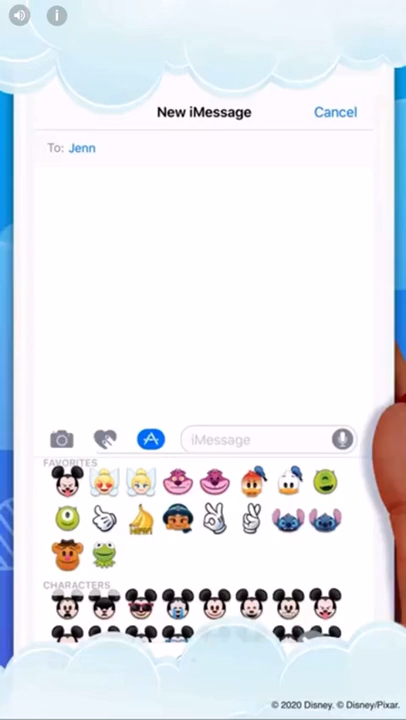 New iMessage
Cancel
To: Jenn
iMessage
FAVORITES
CHARACTERS
© 2020 Disney. © Disney/Pixar.